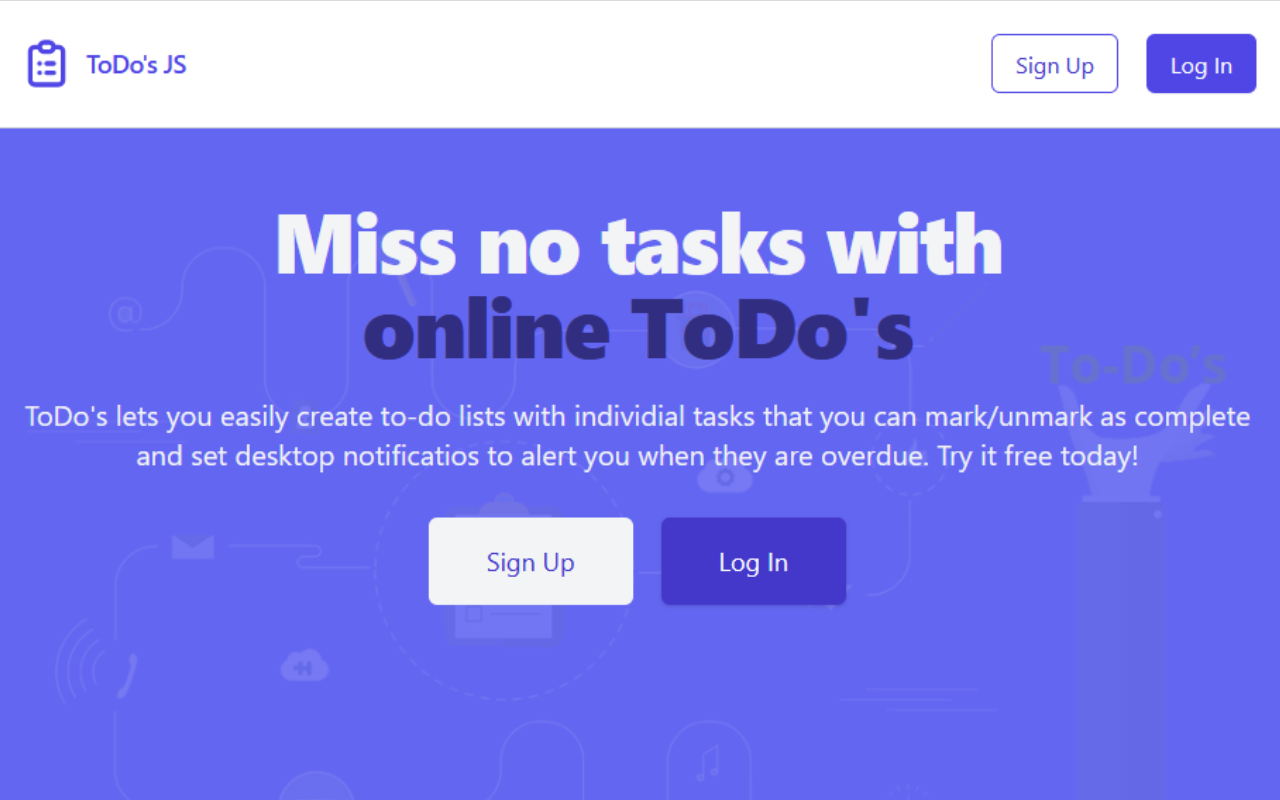 ToDo's JS
Sign Up
Log In
Miss no tasks with
online ToDo's
To-Do's
ToDo's lets you easily create to-do lists with individial tasks that you can mark/unmark as complete
and set desktop notificatios to alert you when they are overdue. Try it free today!
Sign Up
Log In
@